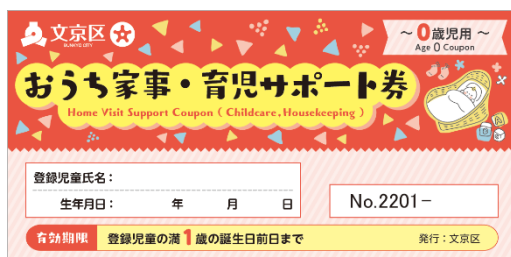 文京区
BUNKYO CITY
～0歳児用～
Age 0 Coupon
おうち家事・育児サポート券
Home Visit Support Coupon ( Childcare, Housekeeping )
登録児童氏名：
生年月日： 年 月 日
No.2201−
有効期限 登録児童の満1歳の誕生日前日まで 発行：文京区